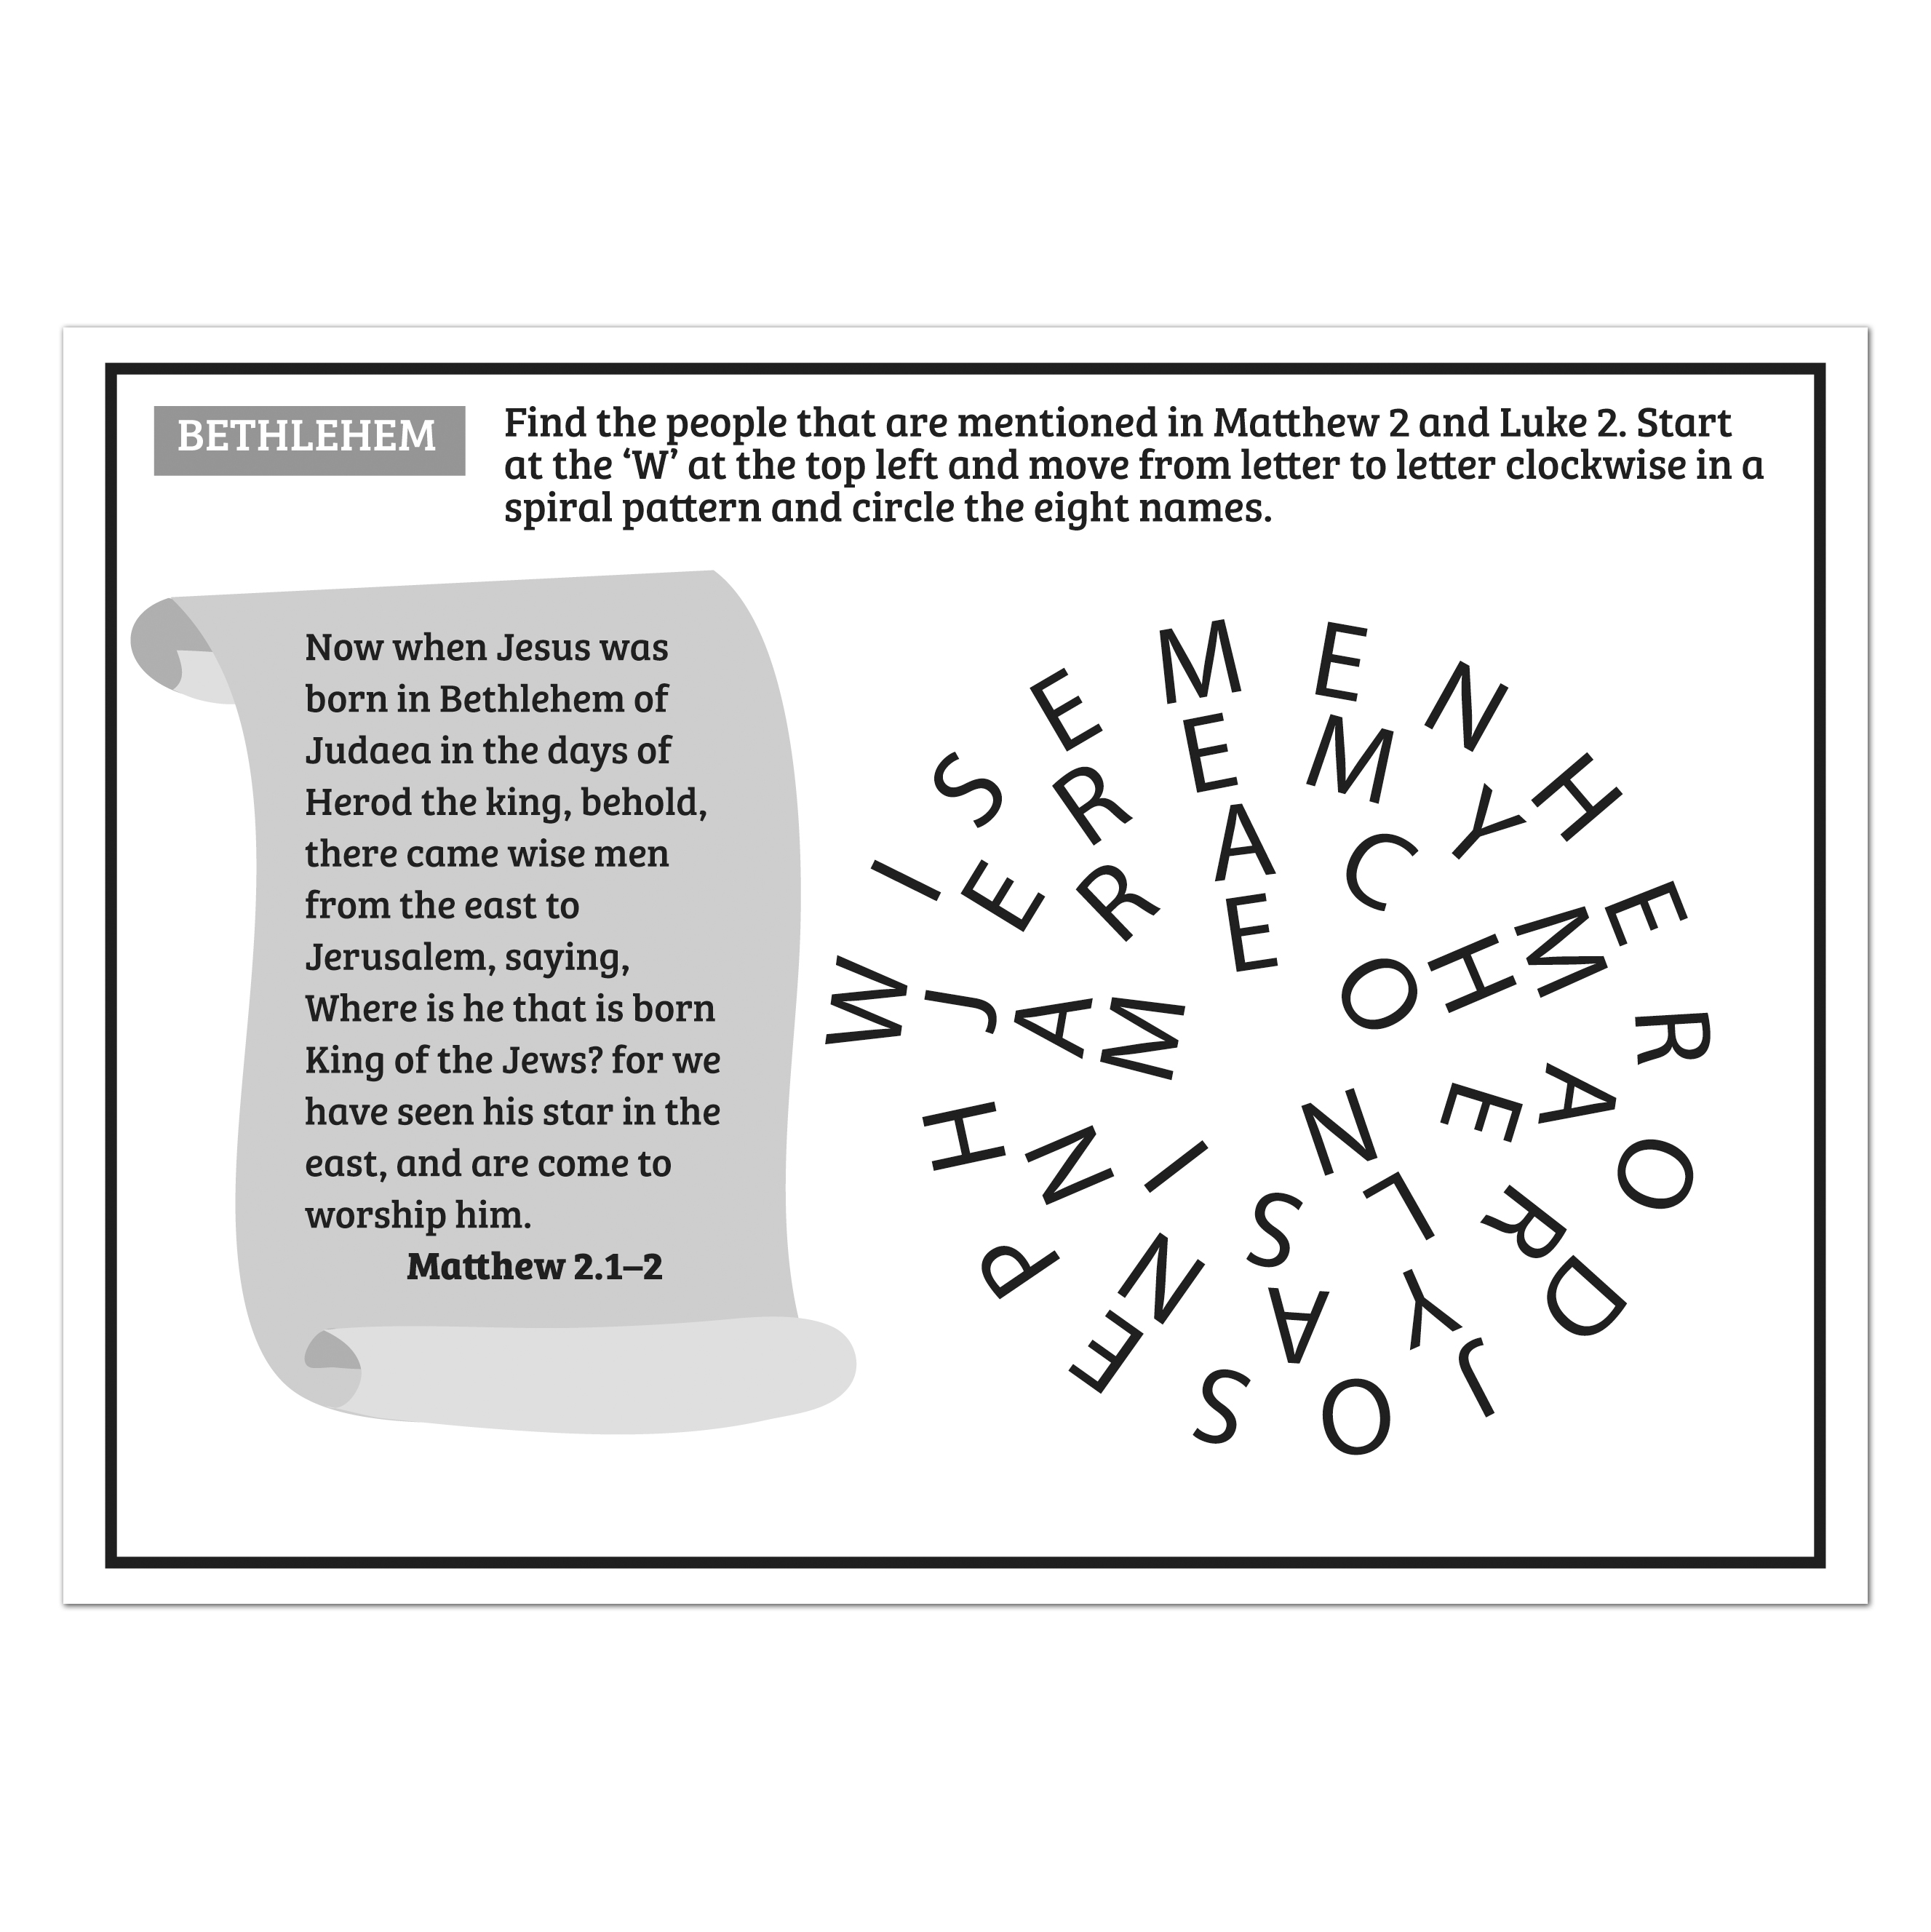 BETHLEHEM
Find the people that are mentioned in Matthew 2 and Luke 2. Start
at the ‘W’ at the top left and move from letter to letter clockwise in a
spiral pattern and circle the eight names.
Now when Jesus was
born in Bethlehem of
Judaea in the days of
Herod the king, behold,
there came wise men
from the east to
Jerusalem, saying,
Where is he that is born
King of the Jews? for we
have seen his star in the
east, and are come to
worship him.
Matthew 2.1–2
W I S E M E N H E R O D J O S E P H J E R E M Y M A R Y A N N A R A C H E L S I M E O N